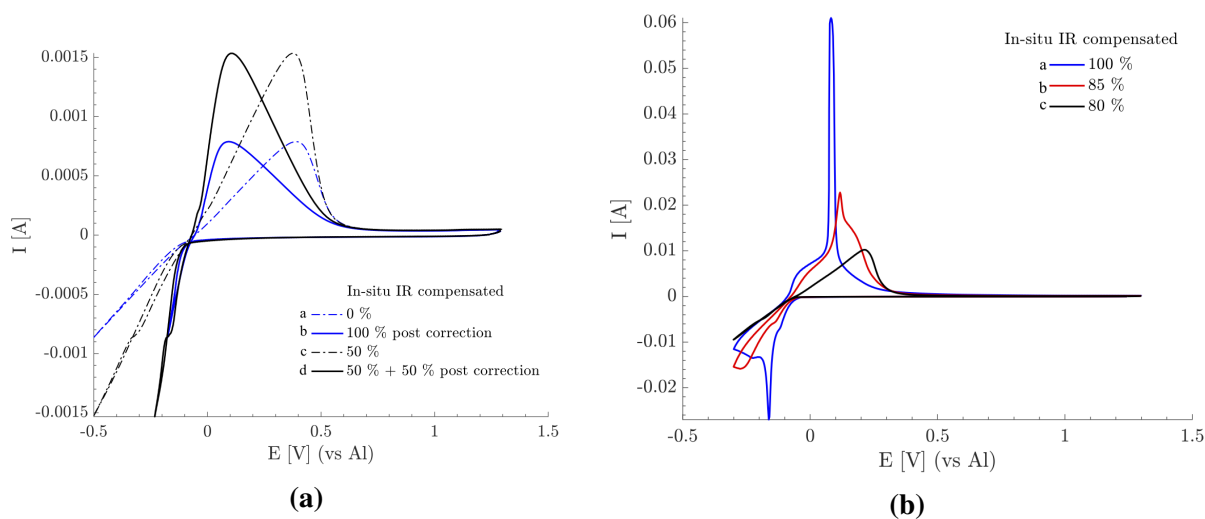 0.0015
0.001
0.0005
0
-0.0005
-0.001
-0.0015
I [A]
-0.5
0
0.5
1
1.5
E [V] (vs Al)
In-situ IR compensated
a 0 %
b 100 % post correction
c 50 %
d 50 % + 50 % post correction
(a)
0.06
0.05
0.04
0.03
0.02
0.01
0
-0.01
-0.02
I [A]
-0.5
0
0.5
1
1.5
E [V] (vs Al)
In-situ IR compensated
a 100 %
b 85 %
c 80 %
(b)